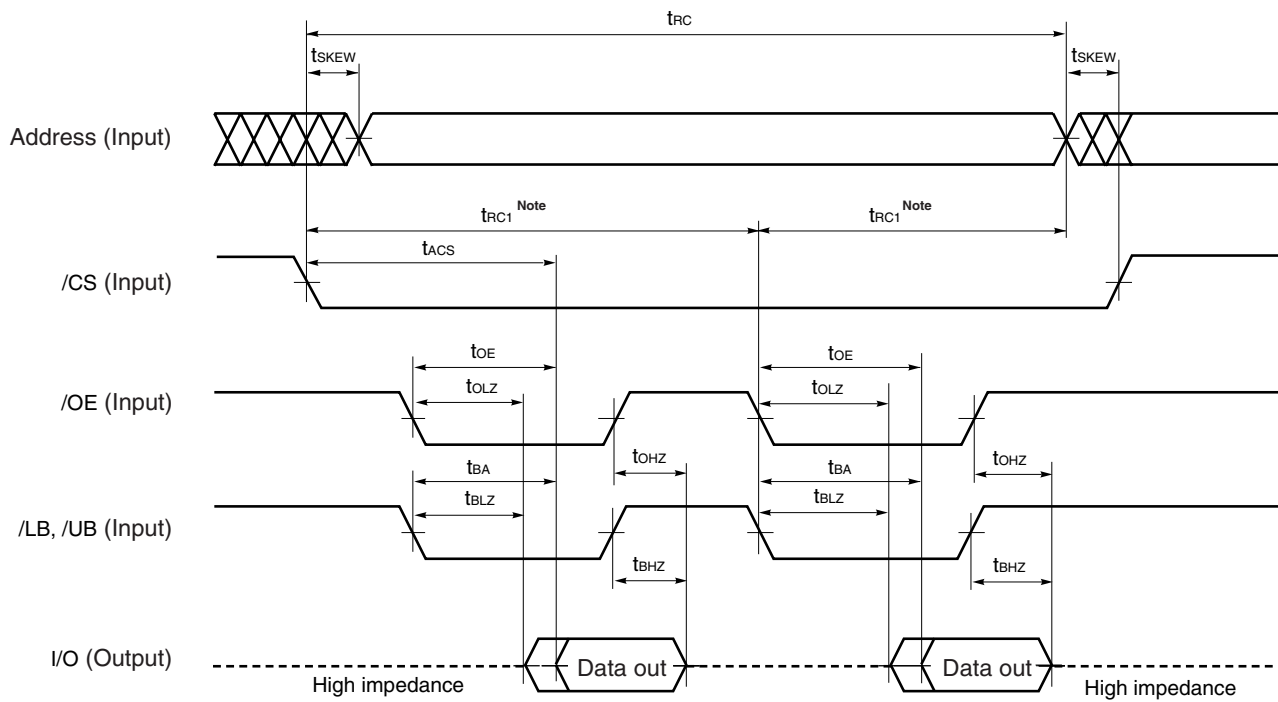 tRC
tSKEW
tSKEW
Address (Input)
tRC1 Note
tRC1 Note
tACS
/CS (Input)
tOE
tOE
tOLZ
tOLZ
/OE (Input)
tOHZ
tOHZ
tBA
tBA
tBLZ
tBLZ
/LB, /UB (Input)
tBHZ
tBHZ
I/O (Output)
Data out
Data out
High impedance
High impedance